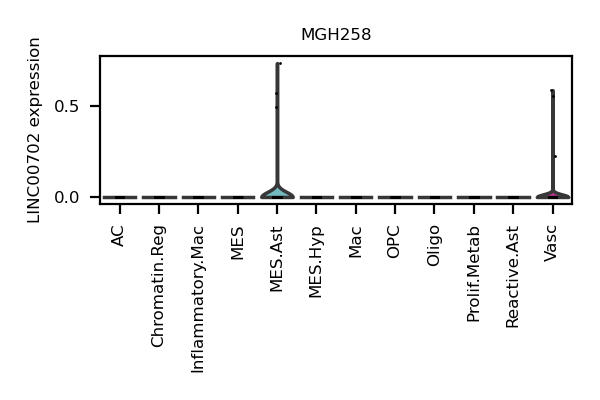 MGH258
LINC00702 expression
0.5
0.0
AC
Chromatin.Reg
Inflammatory.Mac
MES
MES.Ast
MES.Hyp
Mac
OPC
Oligo
Prolif.Metab
Reactive.Ast
Vasc